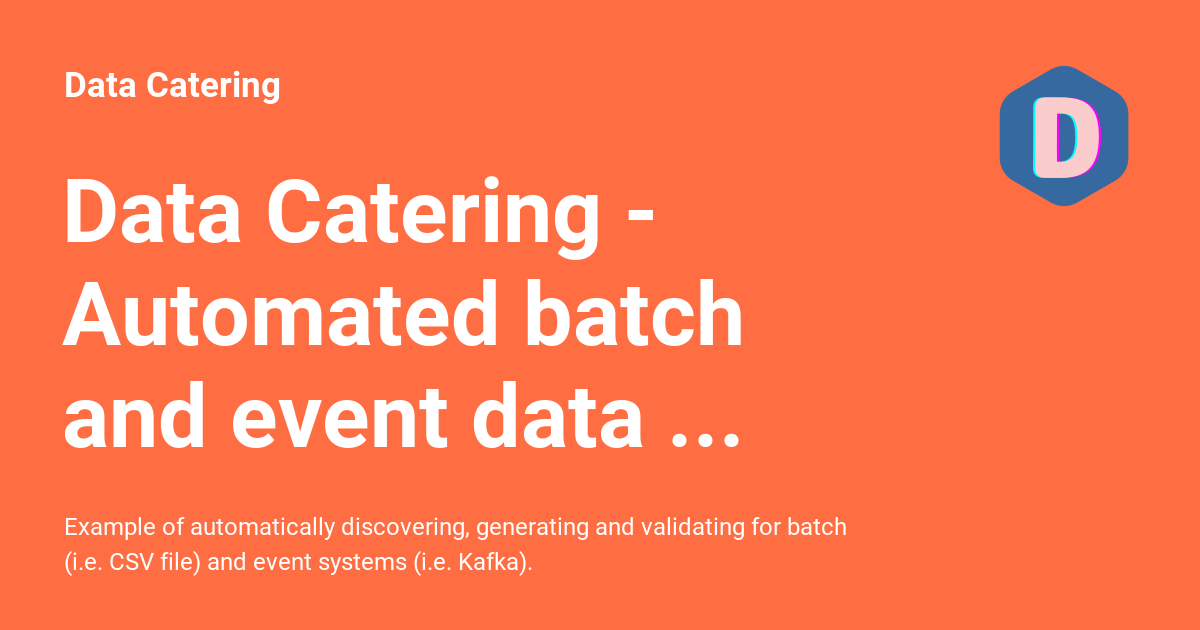 Data Catering
D
Data Catering -
Automated batch
and event data ...
Example of automatically discovering, generating and validating for batch
(i.e. CSV file) and event systems (i.e. Kafka).